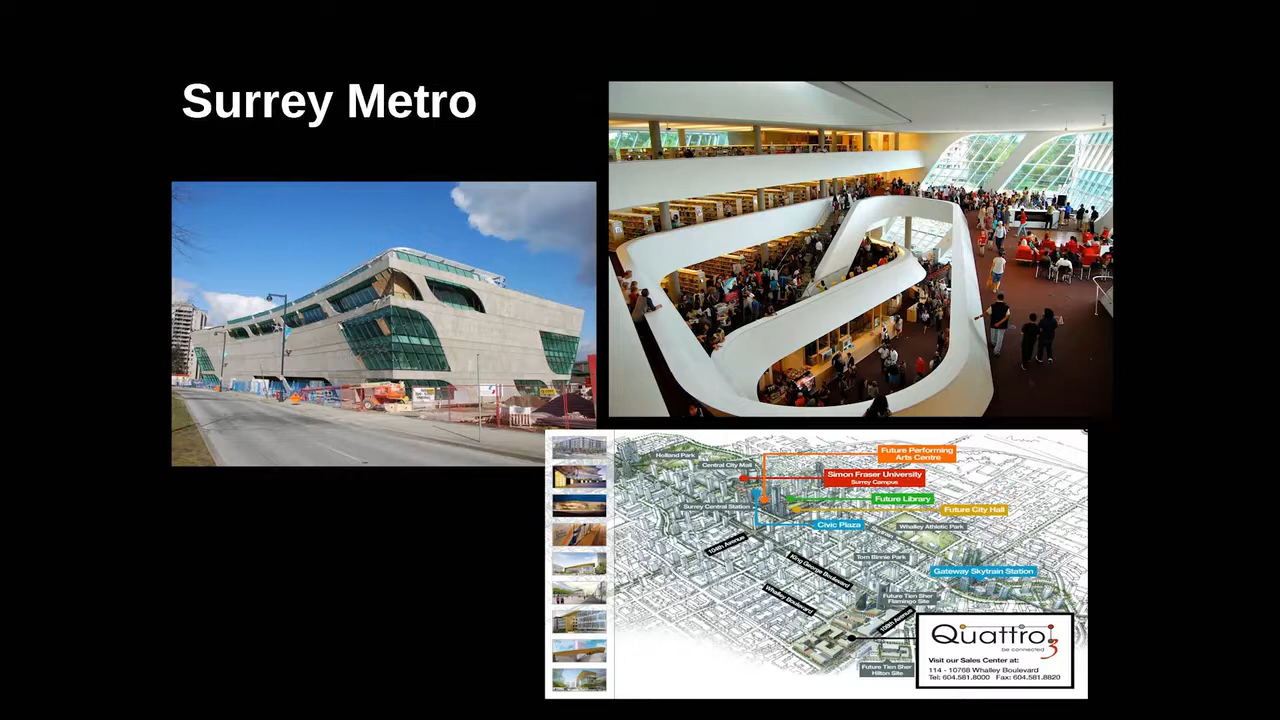 Surrey Metro
Holland Park
Central City Mall
Future Performing
Arts Centre
Simon Fraser University
Surrey Campus
Future Library
Surrey Central Station
Future City Hall
Civic Plaza
Whalley Athletic Park
104th Avenue
King George Boulevard
Tom Binnie Park
Gateway Skytrain Station
Whalley Boulevard
Future Tien Sher
Flamingo Site
108th Avenue
Quattro 3
be connected
Visit our Sales Center at:
114 - 10768 Whalley Boulevard
Tel: 604.581.8000 Fax: 604.581.8820
Future Tien Sher
Hilton Site